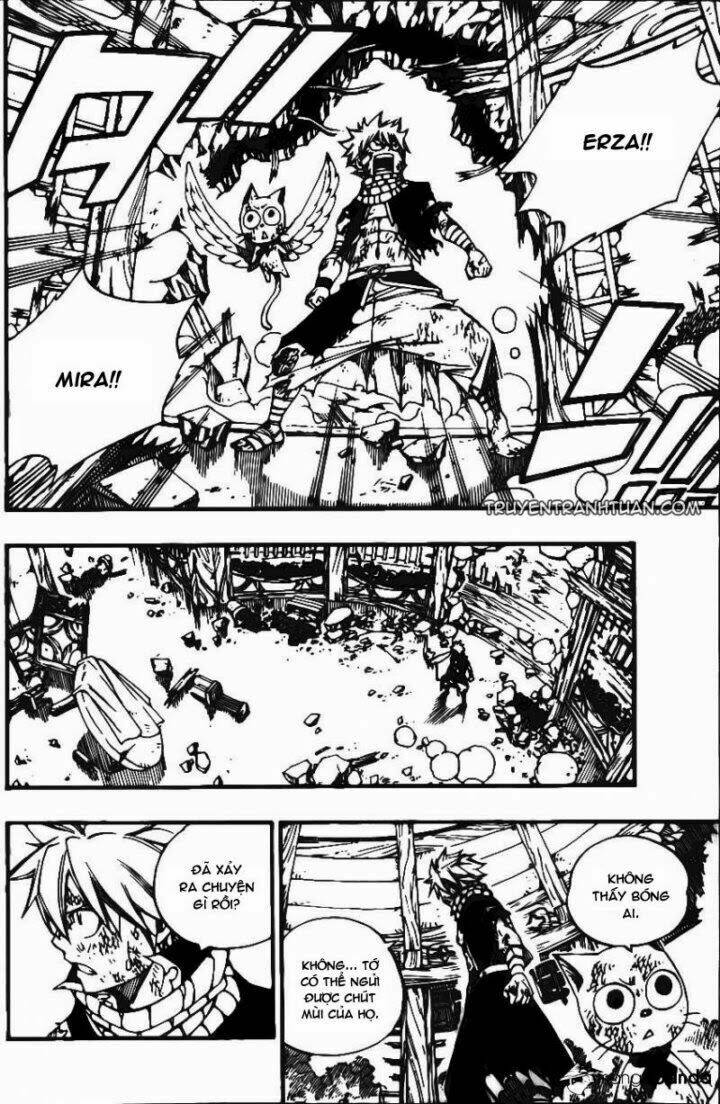 ERZA!!
MIRA!!
TRUYENTRANHTUAN.COM
ĐÃ XẢY
RA CHUYỆN
GÌ RỒI?
KHÔNG
THẤY BÓNG
AI.
KHÔNG... TỚ
CÓ THỂ NGỬI
ĐƯỢC CHÚT
MÙI CỦA HỌ.